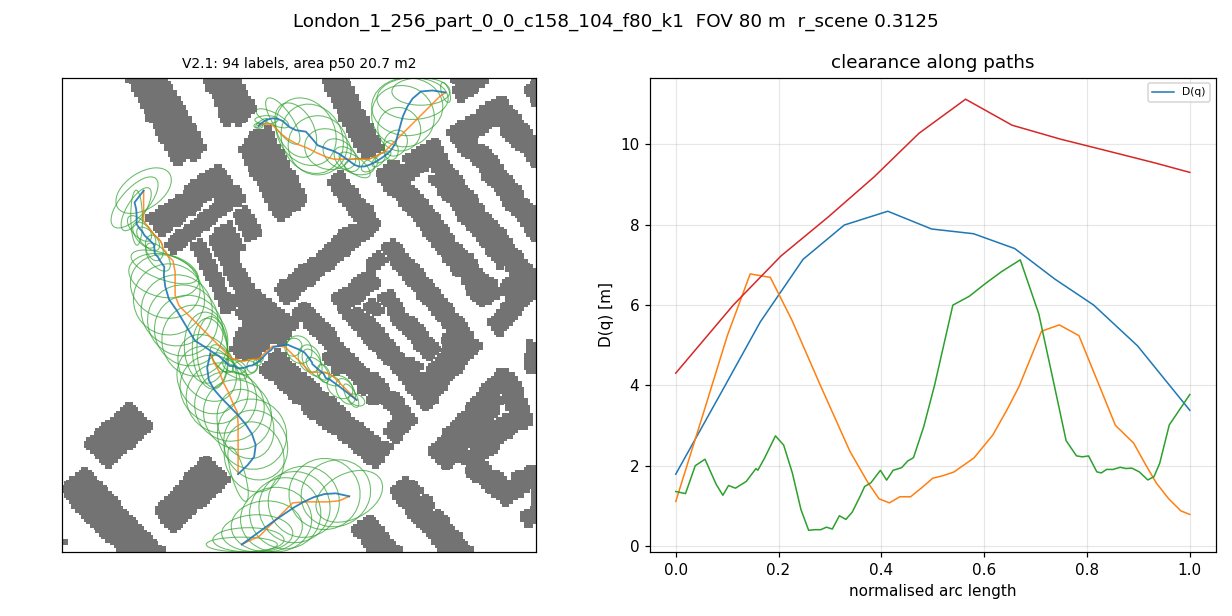 London_1_256_part_0_0_c158_104_f80_k1  FOV 80 m  r_scene 0.3125
V2.1: 94 labels, area p50 20.7 m2
clearance along paths
D(q)
D(q) [m]
10
8
6
4
2
0
0.0 0.2 0.4 0.6 0.8 1.0
normalised arc length